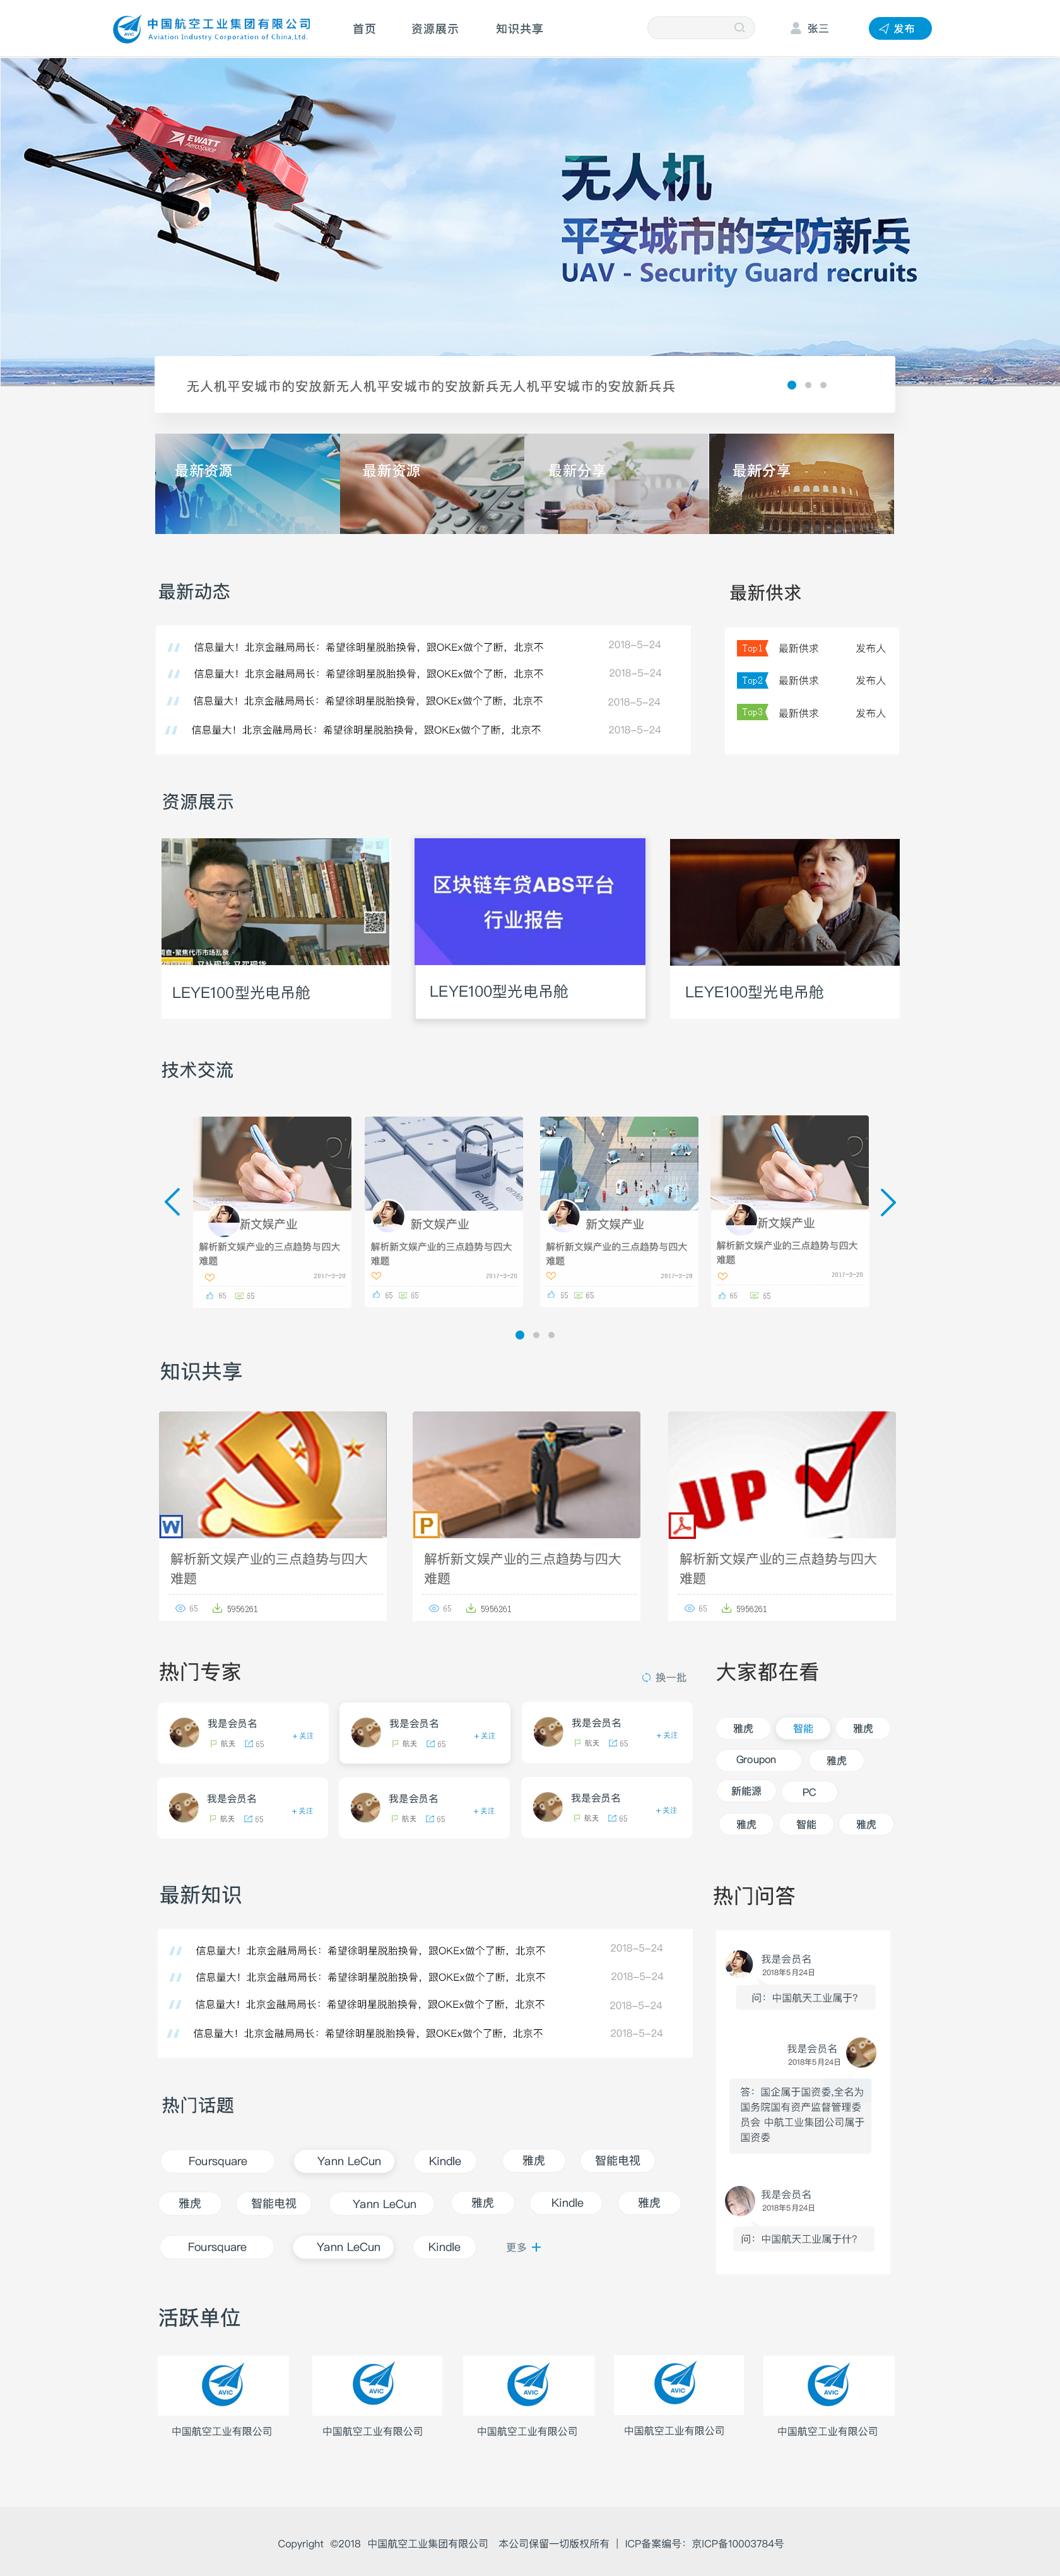 中国航空工业集团有限公司
Aviation Industry Corporation of China,Ltd.
首页
资源展示
知识共享
张三
发布
EWATT
AeroSpace
无人机
平安城市的安防新兵
UAV - Security Guard recruits
无人机平安城市的安放新无人机平安城市的安放新兵无人机平安城市的安放新兵兵
最新资源
最新资源
最新分享
最新分享
最新动态
信息量大！北京金融局局长：希望徐明星脱胎换骨，跟OKEx做个了断，北京不
2018-5-24
信息量大！北京金融局局长：希望徐明星脱胎换骨，跟OKEx做个了断，北京不
2018-5-24
信息量大！北京金融局局长：希望徐明星脱胎换骨，跟OKEx做个了断，北京不
2018-5-24
信息量大！北京金融局局长：希望徐明星脱胎换骨，跟OKEx做个了断，北京不
2018-5-24
最新供求
Top1 最新供求 发布人
Top2 最新供求 发布人
Top3 最新供求 发布人
资源展示
LEYE100型光电吊舱
区块链车贷ABS平台
行业报告
LEYE100型光电吊舱
LEYE100型光电吊舱
技术交流
新文娱产业
解析新文娱产业的三点趋势与四大
难题
2017-3-20
65 65
return
新文娱产业
解析新文娱产业的三点趋势与四大
难题
2017-3-20
65 65
新文娱产业
解析新文娱产业的三点趋势与四大
难题
2017-3-20
65 65
新文娱产业
解析新文娱产业的三点趋势与四大
难题
2017-3-20
65 65
知识共享
W
解析新文娱产业的三点趋势与四大
难题
65 5956261
P
解析新文娱产业的三点趋势与四大
难题
65 5956261
UP
解析新文娱产业的三点趋势与四大
难题
65 5956261
热门专家
换一批
我是会员名
航天 65 +关注
我是会员名
航天 65 +关注
我是会员名
航天 65 +关注
我是会员名
航天 65 +关注
我是会员名
航天 65 +关注
我是会员名
航天 65 +关注
大家都在看
雅虎 智能 雅虎
Groupon 雅虎
新能源 PC
雅虎 智能 雅虎
最新知识
信息量大！北京金融局局长：希望徐明星脱胎换骨，跟OKEx做个了断，北京不
2018-5-24
信息量大！北京金融局局长：希望徐明星脱胎换骨，跟OKEx做个了断，北京不
2018-5-24
信息量大！北京金融局局长：希望徐明星脱胎换骨，跟OKEx做个了断，北京不
2018-5-24
信息量大！北京金融局局长：希望徐明星脱胎换骨，跟OKEx做个了断，北京不
2018-5-24
热门问答
我是会员名
2018年5月24日
问：中国航天工业属于?
我是会员名
2018年5月24日
答：国企属于国资委,全名为
国务院国有资产监督管理委
员会 中航工业集团公司属于
国资委
我是会员名
2018年5月24日
问：中国航天工业属于什?
热门话题
Foursquare Yann LeCun Kindle 雅虎 智能电视
雅虎 智能电视 Yann LeCun 雅虎 Kindle 雅虎
Foursquare Yann LeCun Kindle 更多 +
活跃单位
AVIC
中国航空工业有限公司
AVIC
中国航空工业有限公司
AVIC
中国航空工业有限公司
AVIC
中国航空工业有限公司
AVIC
中国航空工业有限公司
Copyright ©2018 中国航空工业集团有限公司 本公司保留一切版权所有 | ICP备案编号：京ICP备10003784号